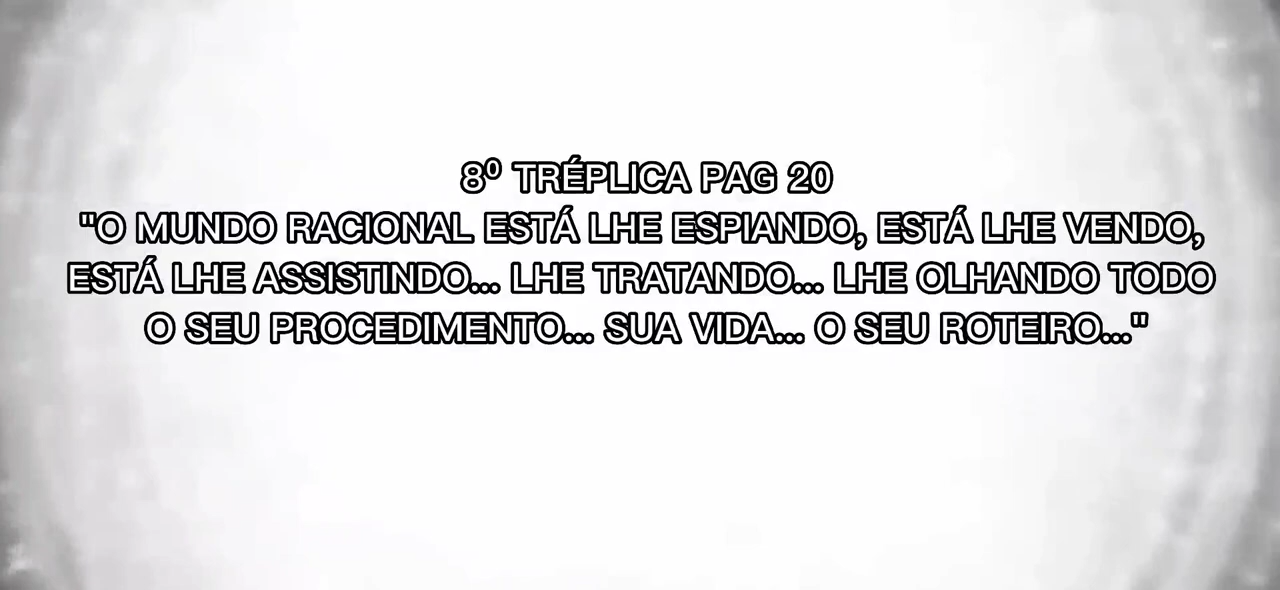 8º TRÉPLICA PAG 20
"O MUNDO RACIONAL ESTÁ LHE ESPIANDO, ESTÁ LHE VENDO,
ESTÁ LHE ASSISTINDO... LHE TRATANDO... LHE OLHANDO TODO
O SEU PROCEDIMENTO... SUA VIDA... O SEU ROTEIRO..."